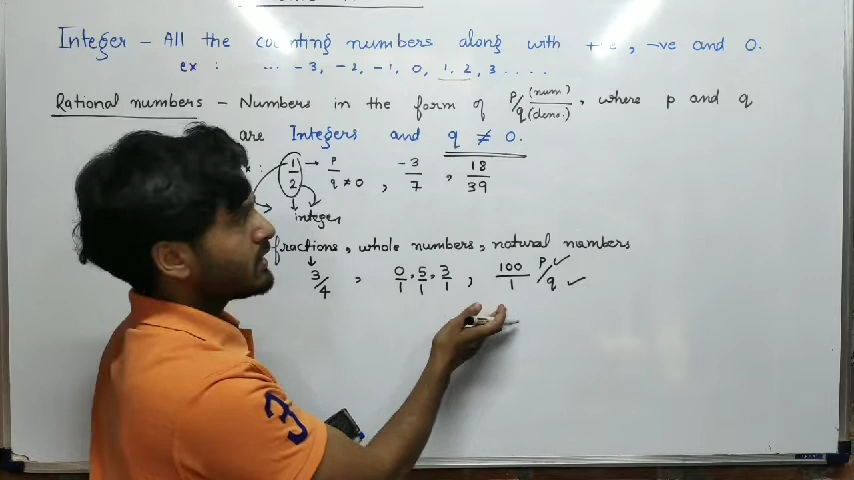 Integer - All the counting numbers along with +ve, -ve and 0.
ex : ... -3, -2, -1, 0, 1, 2, 3 ....
Rational numbers - Numbers in the form of p/q (num)/(deno.), where p and q
are Integers and q ≠ 0.
: -1/2 → p/q≠0, -3/7, 18/39
integer
fractions, whole numbers, natural numbers
3/4, 0/1, 5/1, 3/1, 100/1 p/q